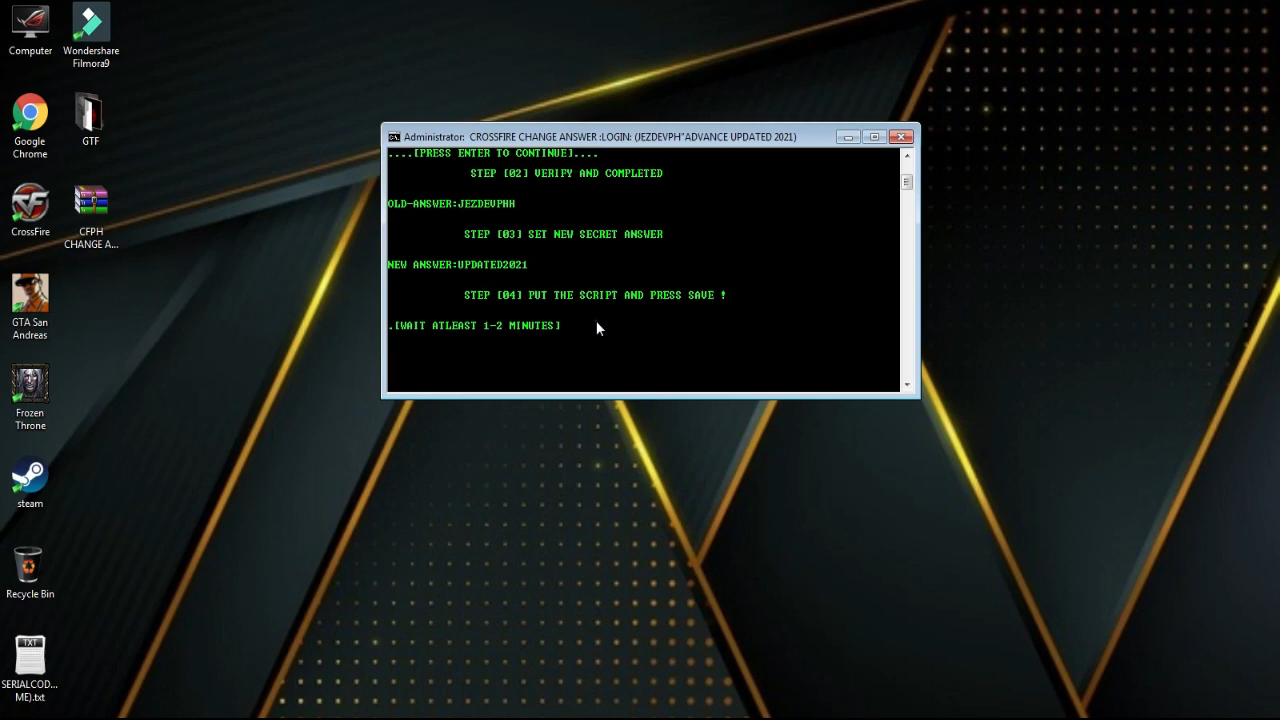 Computer
Wondershare
Filmora9
Google
Chrome
GTF
CrossFire
CFPH
CHANGE A...
GTA San
Andreas
Frozen
Throne
steam
Recycle Bin
TXT
SERIALCOD...
ME).txt
Administrator: CROSSFIRE CHANGE ANSWER :LOGIN: (JEZDEVPH"ADVANCE UPDATED 2021)
....[PRESS ENTER TO CONTINUE]....
STEP [02] VERIFY AND COMPLETED
OLD-ANSWER:JEZDEVPHH
STEP [03] SET NEW SECRET ANSWER
NEW ANSWER:UPDATED2021
STEP [04] PUT THE SCRIPT AND PRESS SAVE !
.[WAIT ATLEAST 1-2 MINUTES]